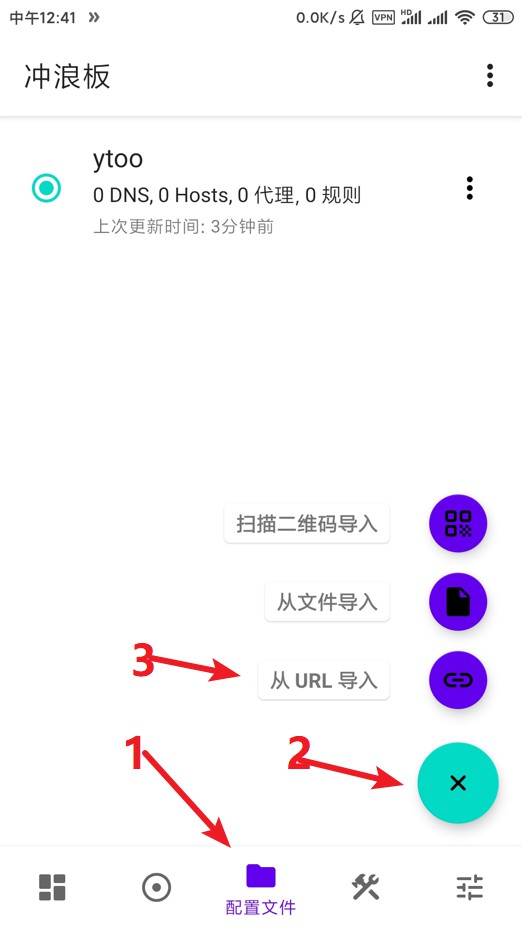 中午12:41 » 0.0K/s VPN HD 31
冲浪板
ytoo
0 DNS, 0 Hosts, 0 代理, 0 规则
上次更新时间: 3分钟前
扫描二维码导入
从文件导入
3 从 URL 导入
1 2
配置文件